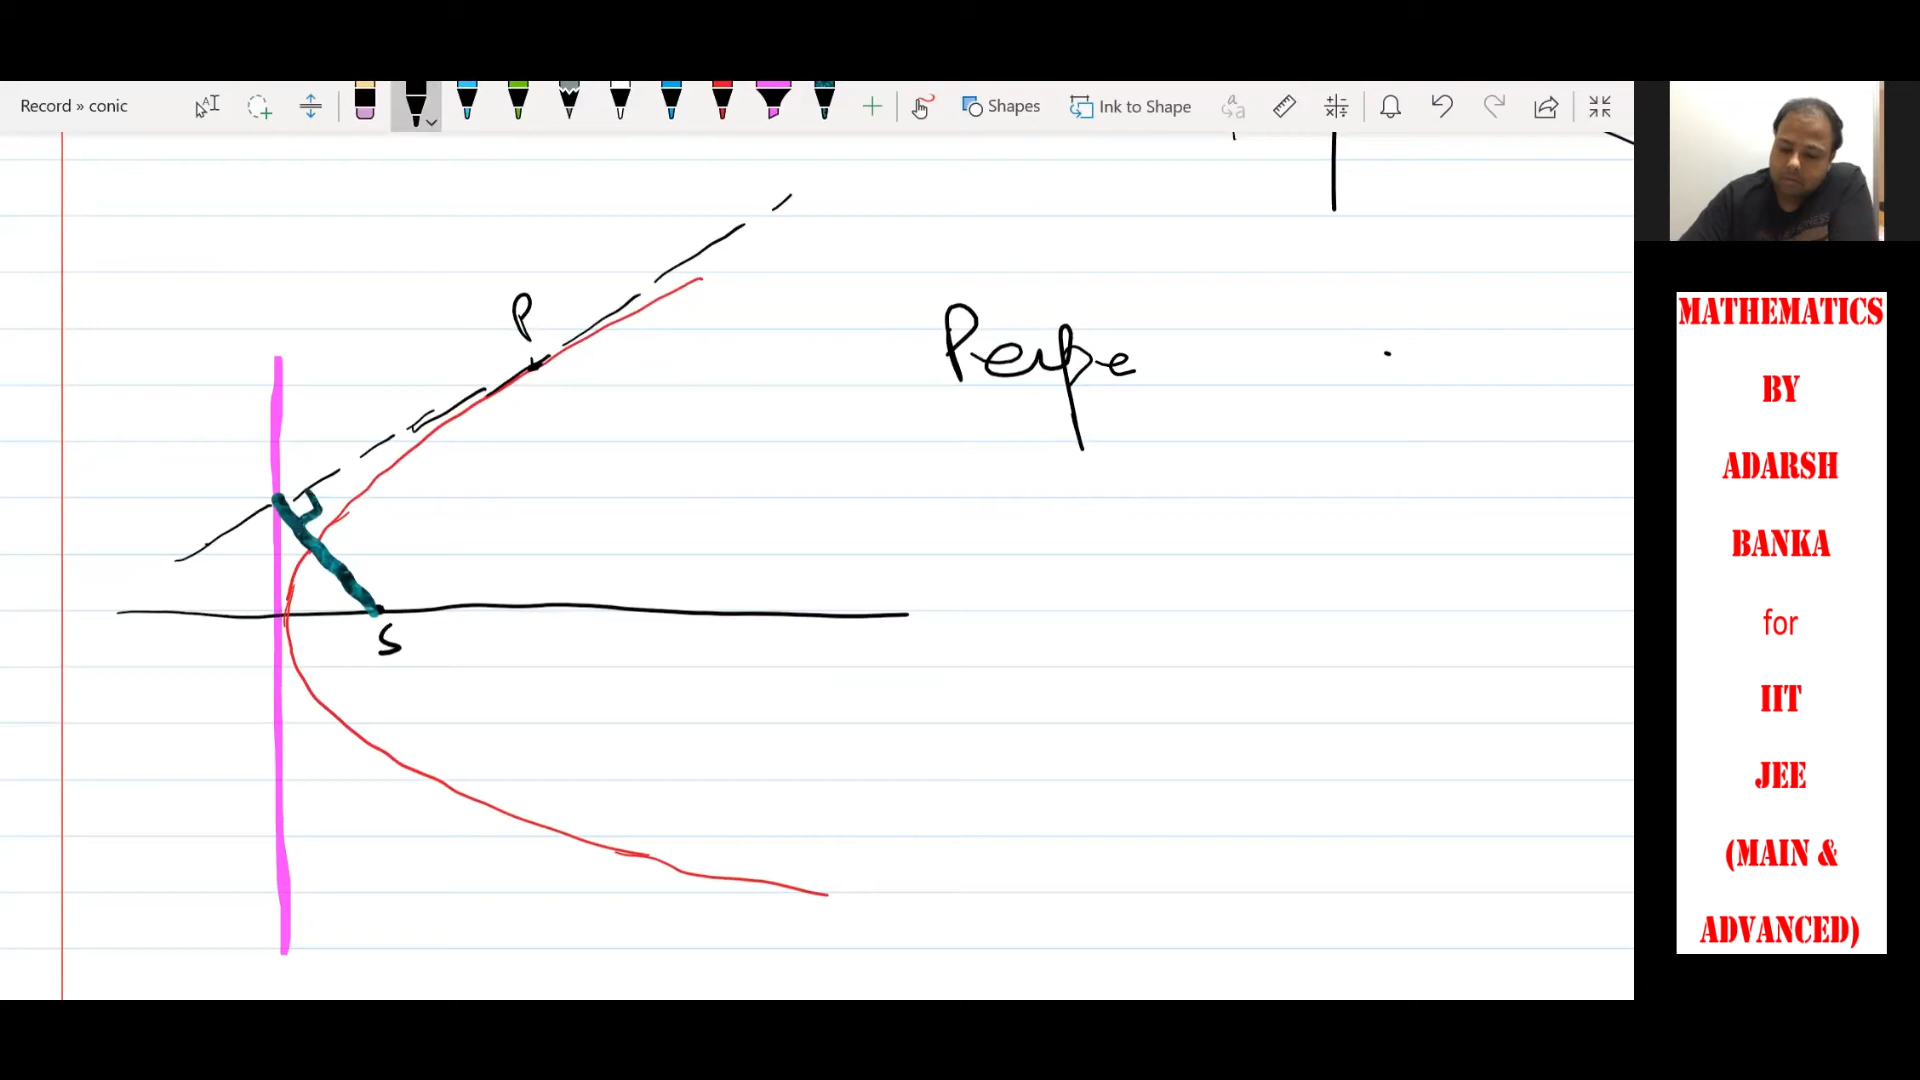 Record » conic
Shapes
Ink to Shape
P
Perpe
S
MATHEMATICS
BY
ADARSH
BANKA
for
IIT
JEE
(MAIN &
ADVANCED)